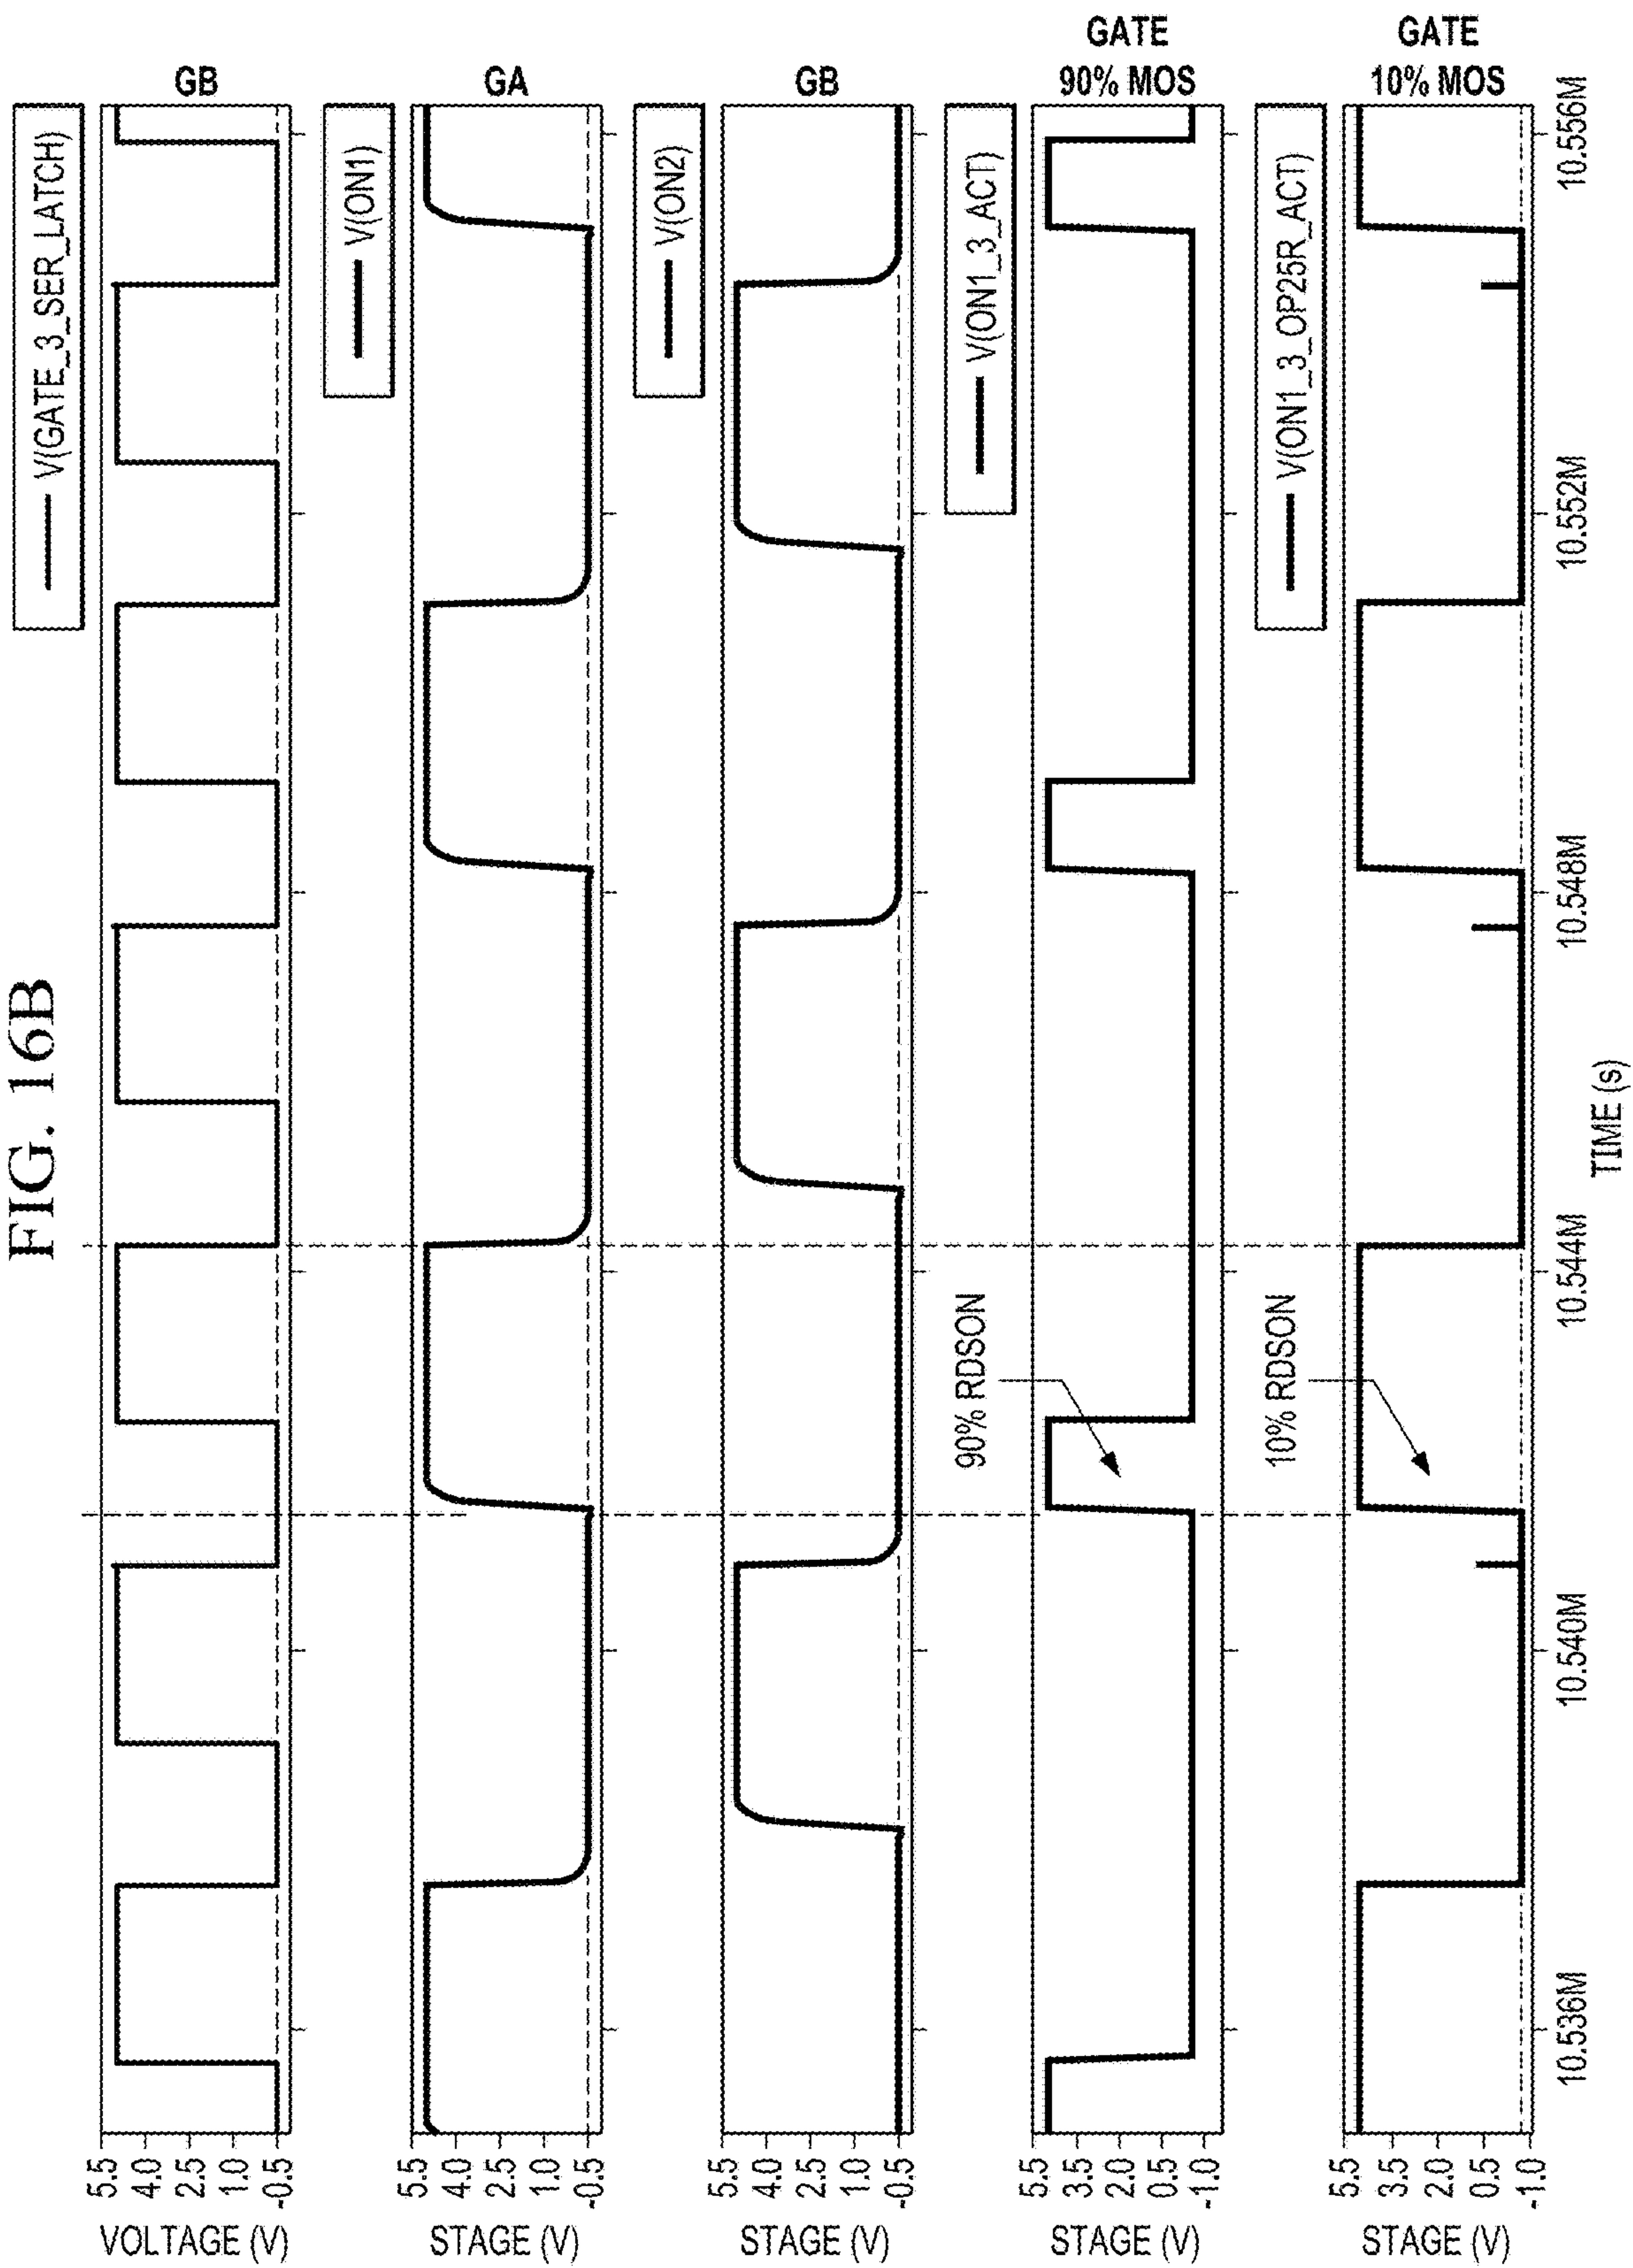 FIG. 16B
V(GATE_3_SER_LATCH)
VOLTAGE (V)
5.5
4.0
2.5
1.0
-0.5
GB
V(ON1)
STAGE (V)
5.5
4.0
2.5
1.0
-0.5
GA
V(ON2)
STAGE (V)
5.5
4.0
2.5
1.0
-0.5
GB
V(ON1_3_ACT)
90% RDSON
STAGE (V)
5.5
3.5
2.0
0.5
-1.0
GATE
90% MOS
V(ON1_3_OP25R_ACT)
10% RDSON
STAGE (V)
5.5
3.5
2.0
0.5
-1.0
GATE
10% MOS
10.536M
10.540M
10.544M
10.548M
10.552M
10.556M
TIME (s)